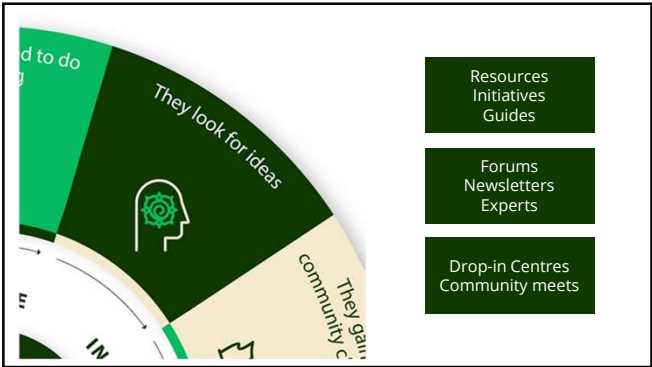 d to do
g
They look for ideas
They gain
community c
E
IN
Resources
Initiatives
Guides
Forums
Newsletters
Experts
Drop-in Centres
Community meets